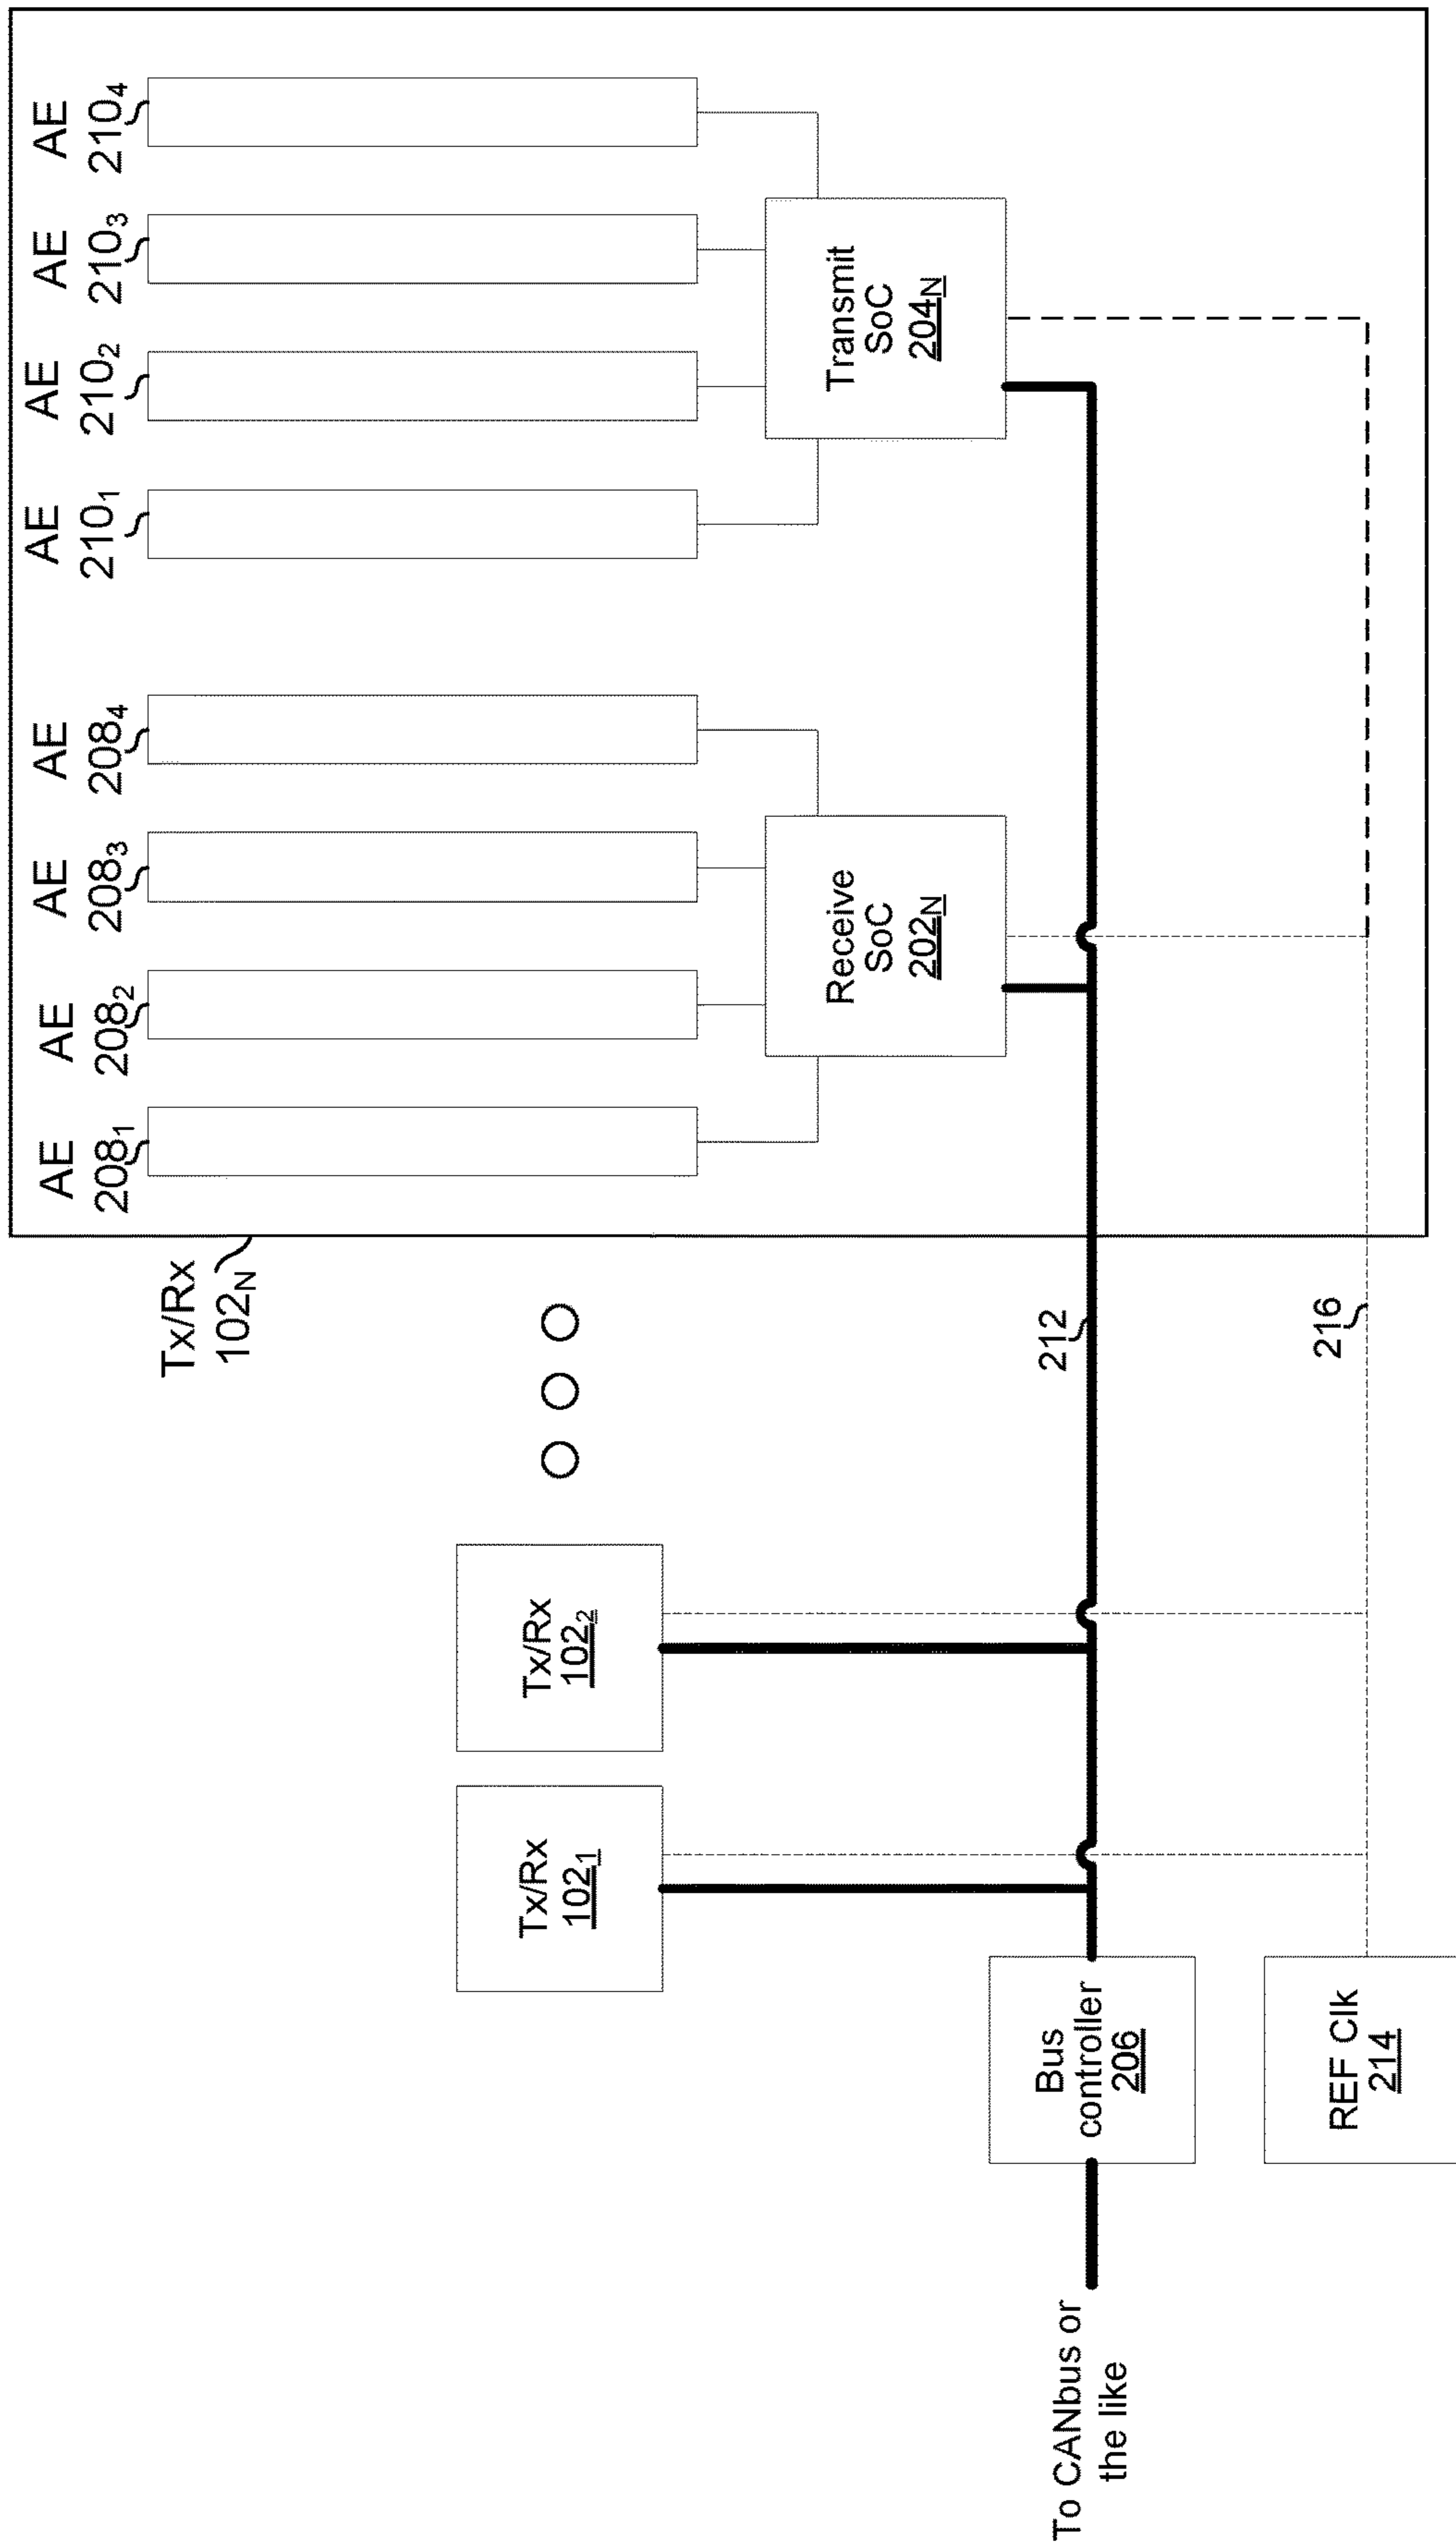 Tx/Rx
102N
AE
208₁
AE
208₂
AE
208₃
AE
208₄
AE
210₁
AE
210₂
AE
210₃
AE
210₄
Tx/Rx
102₁
Tx/Rx
102₂
Receive
SoC
202N
Transmit
SoC
204N
To CANbus or
the like
Bus
controller
206
212
REF Clk
214
216